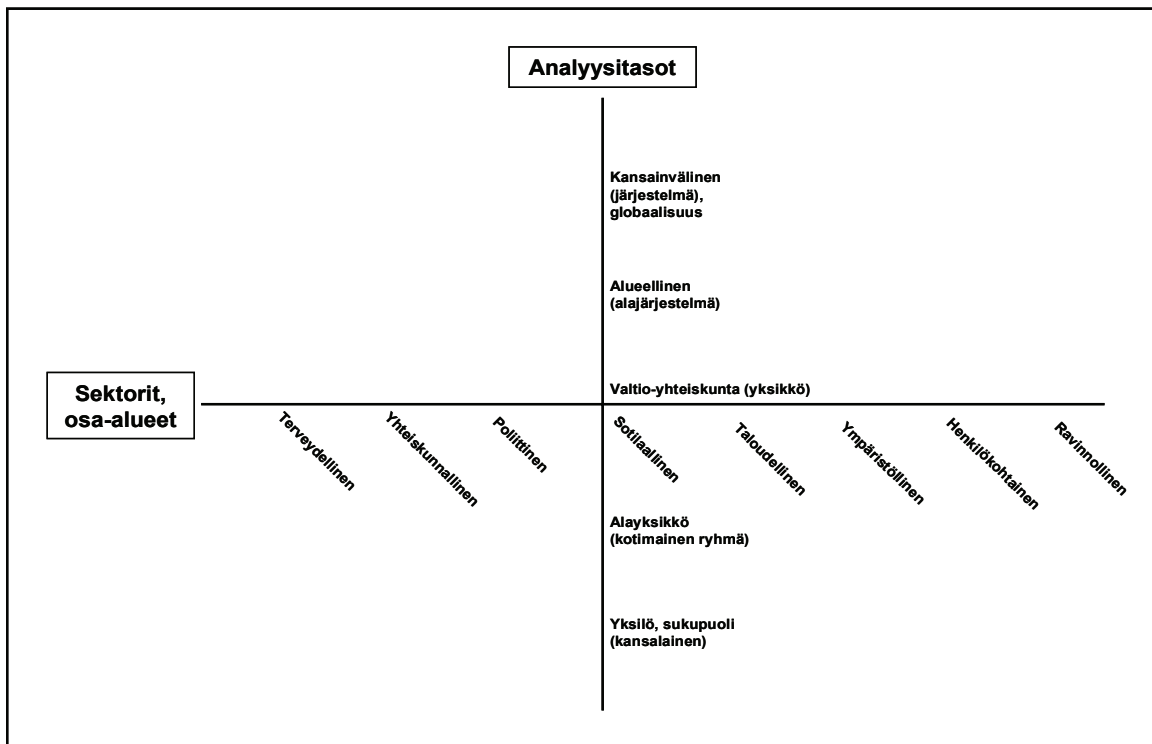 Analyysitasot
Kansainvälinen
(järjestelmä),
globaalisuus
Alueellinen
(alajärjestelmä)
Valtio-yhteiskunta (yksikkö)
Sektorit,
osa-alueet
Terveydellinen
Yhteiskunnallinen
Poliittinen
Sotilaallinen
Taloudellinen
Ympäristöllinen
Henkilökohtainen
Ravinnollinen
Alayksikkö
(kotimainen ryhmä)
Yksilö, sukupuoli
(kansalainen)